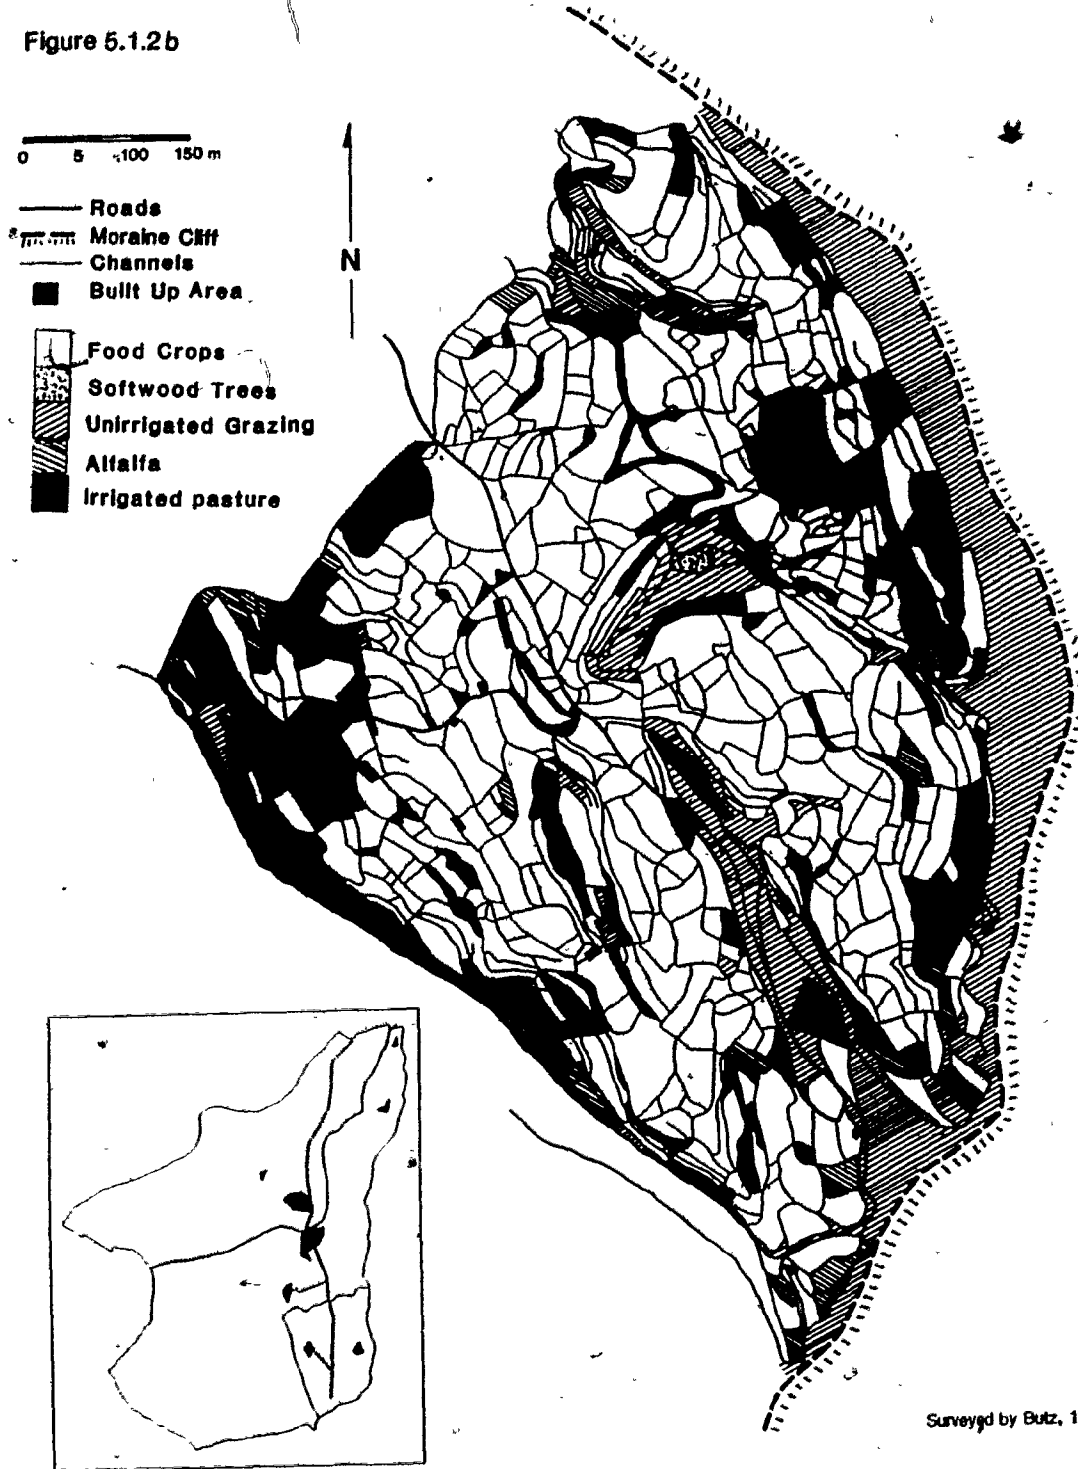 Figure 5.1.2b
0 5 100 150 m
Roads
Moraine Cliff
Channels
Built Up Area
N
Food Crops
Softwood Trees
Unirrigated Grazing
Alfalfa
Irrigated pasture
Surveyed by Butz, 1